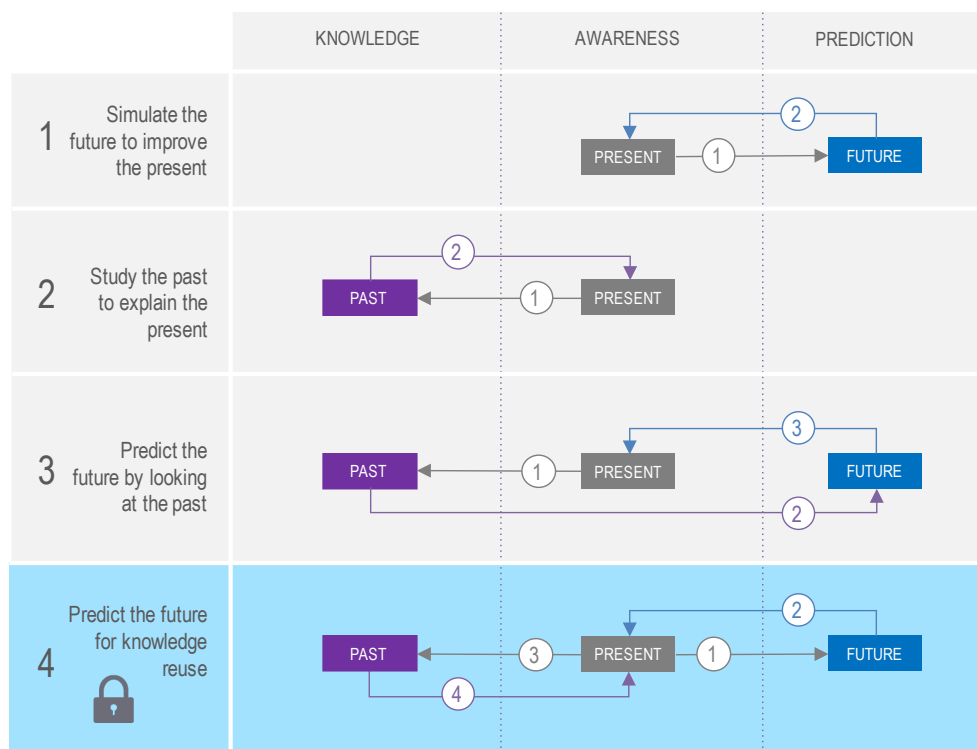 KNOWLEDGE AWARENESS PREDICTION
1
Simulate the
future to improve
the present
2
PRESENT 1 FUTURE
2
Study the past
to explain the
present
2
PAST 1 PRESENT
3
Predict the
future by looking
at the past
3
PAST 1 PRESENT FUTURE
2
4
Predict the future
for knowledge
reuse
2
PAST 3 PRESENT 1 FUTURE
4